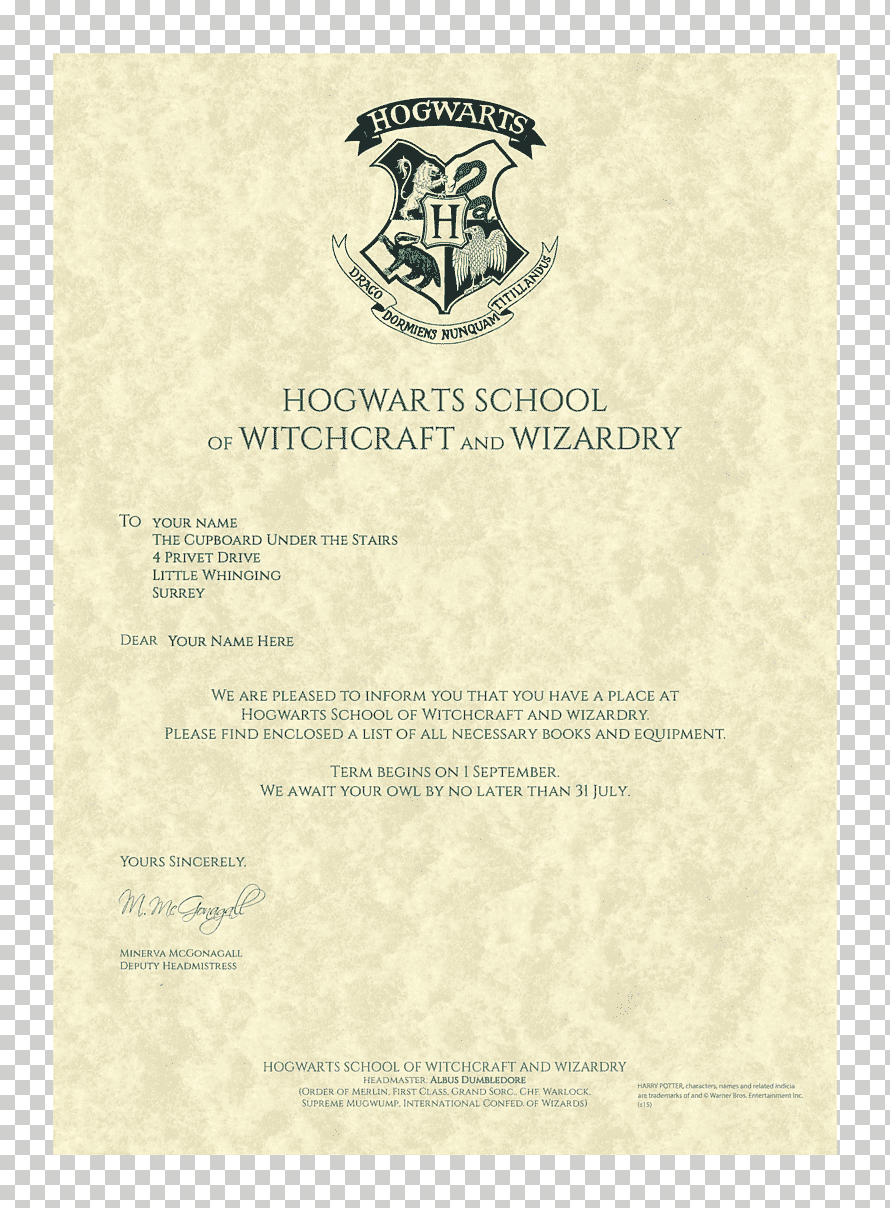 HOGWARTS
H
DRACO DORMIENS NUNQUAM TITILLANDUS
HOGWARTS SCHOOL
OF WITCHCRAFT AND WIZARDRY
TO YOUR NAME
THE CUPBOARD UNDER THE STAIRS
4 PRIVET DRIVE
LITTLE WHINGING
SURREY
DEAR YOUR NAME HERE
WE ARE PLEASED TO INFORM YOU THAT YOU HAVE A PLACE AT
HOGWARTS SCHOOL OF WITCHCRAFT AND WIZARDRY.
PLEASE FIND ENCLOSED A LIST OF ALL NECESSARY BOOKS AND EQUIPMENT.
TERM BEGINS ON 1 SEPTEMBER.
WE AWAIT YOUR OWL BY NO LATER THAN 31 JULY.
YOURS SINCERELY,
M. McGonagall
MINERVA MCGONAGALL
DEPUTY HEADMISTRESS
HOGWARTS SCHOOL OF WITCHCRAFT AND WIZARDRY
HEADMASTER: ALBUS DUMBLEDORE
(ORDER OF MERLIN, FIRST CLASS, GRAND SORC., CHF. WARLOCK,
SUPREME MUGWUMP, INTERNATIONAL CONFED. OF WIZARDS)
HARRY POTTER, characters, names and related indicia
are trademarks of and © Warner Bros. Entertainment Inc.
(s15)